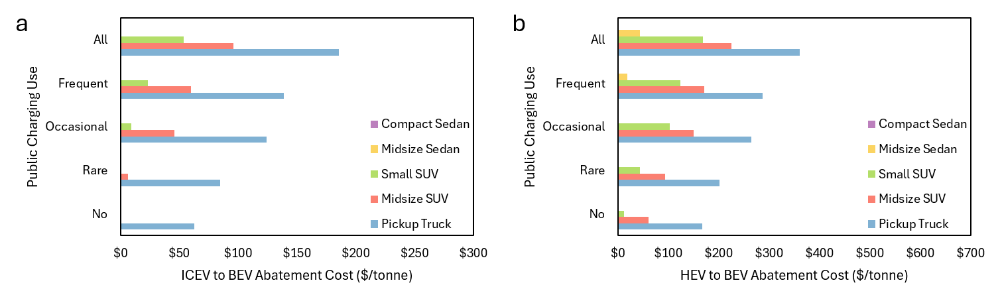 a
Public Charging Use
All
Frequent
Occasional
Rare
No
Compact Sedan
Midsize Sedan
Small SUV
Midsize SUV
Pickup Truck
$0 $50 $100 $150 $200 $250 $300
ICEV to BEV Abatement Cost ($/tonne)
b
Public Charging Use
All
Frequent
Occasional
Rare
No
Compact Sedan
Midsize Sedan
Small SUV
Midsize SUV
Pickup Truck
$0 $100 $200 $300 $400 $500 $600 $700
HEV to BEV Abatement Cost ($/tonne)